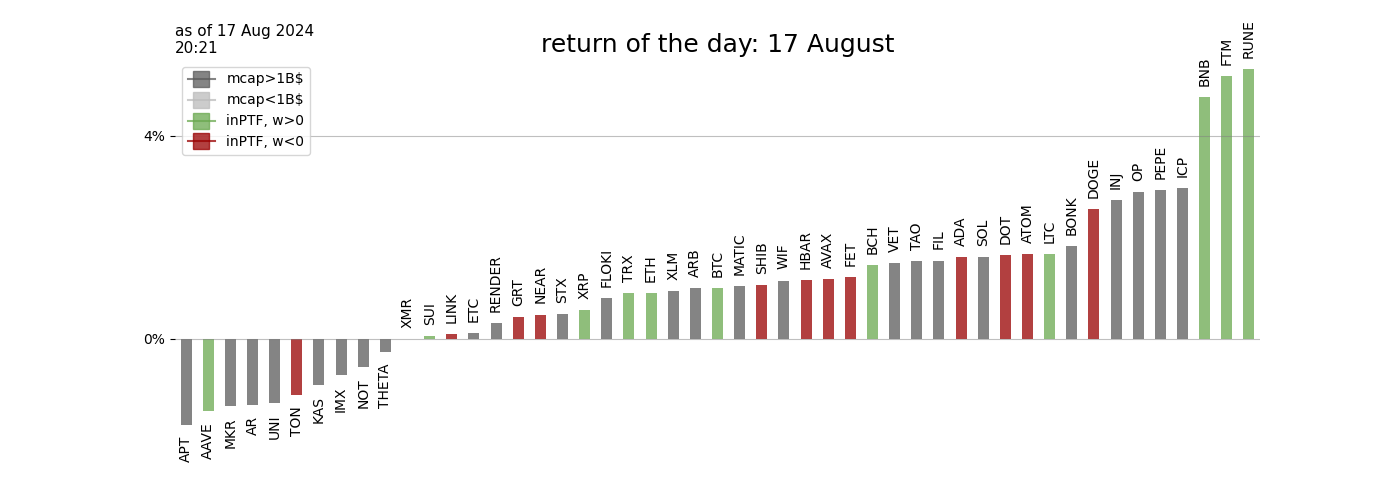 as of 17 Aug 2024
20:21
return of the day: 17 August
mcap>1B$
mcap<1B$
inPTF, w>0
inPTF, w<0
4%
0%
APT
AAVE
MKR
AR
UNI
TON
KAS
IMX
NOT
THETA
XMR
SUI
LINK
ETC
RENDER
GRT
NEAR
STX
XRP
FLOKI
TRX
ETH
XLM
ARB
BTC
MATIC
SHIB
WIF
HBAR
AVAX
FET
BCH
VET
TAO
FIL
ADA
SOL
DOT
ATOM
LTC
BONK
DOGE
INJ
OP
PEPE
ICP
BNB
FTM
RUNE